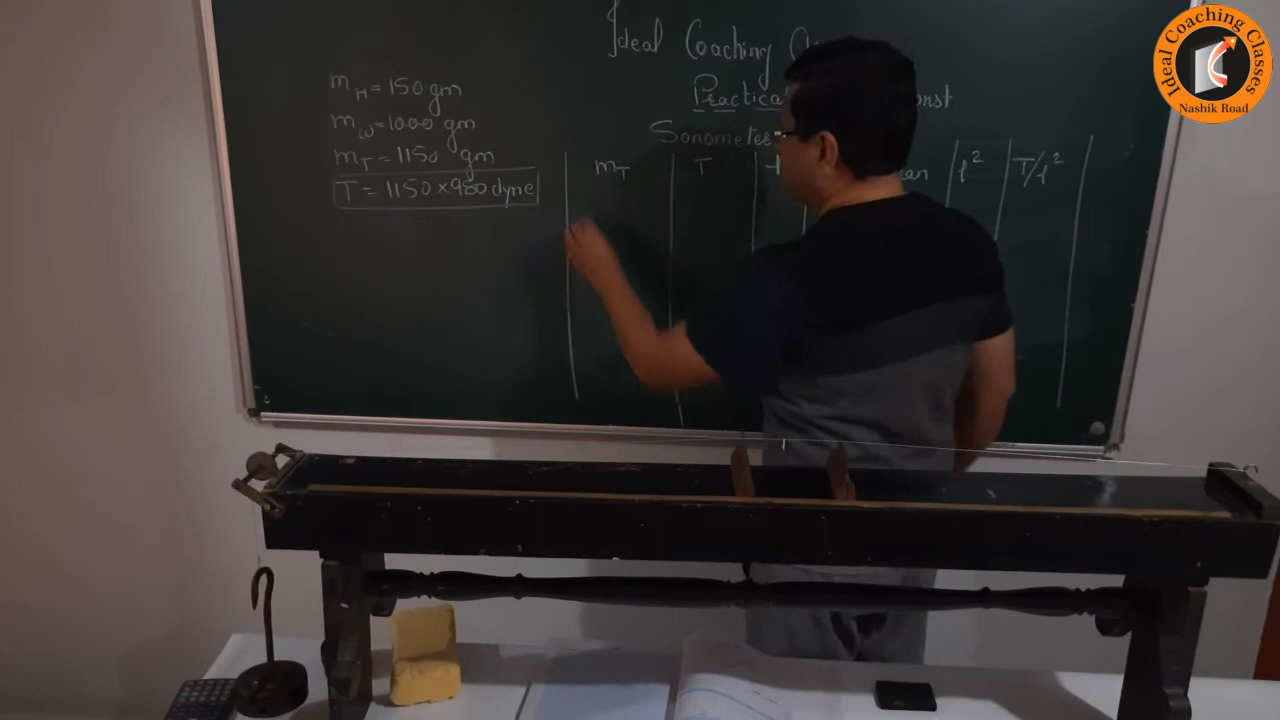 Ideal Coaching
Practical
Sonometer
m_H = 150 gm
m_W = 1000 gm
m_T = 1150 gm
T = 1150 × 980 dyne
m_T T l² T/l²
Ideal Coaching Classes
Nashik Road